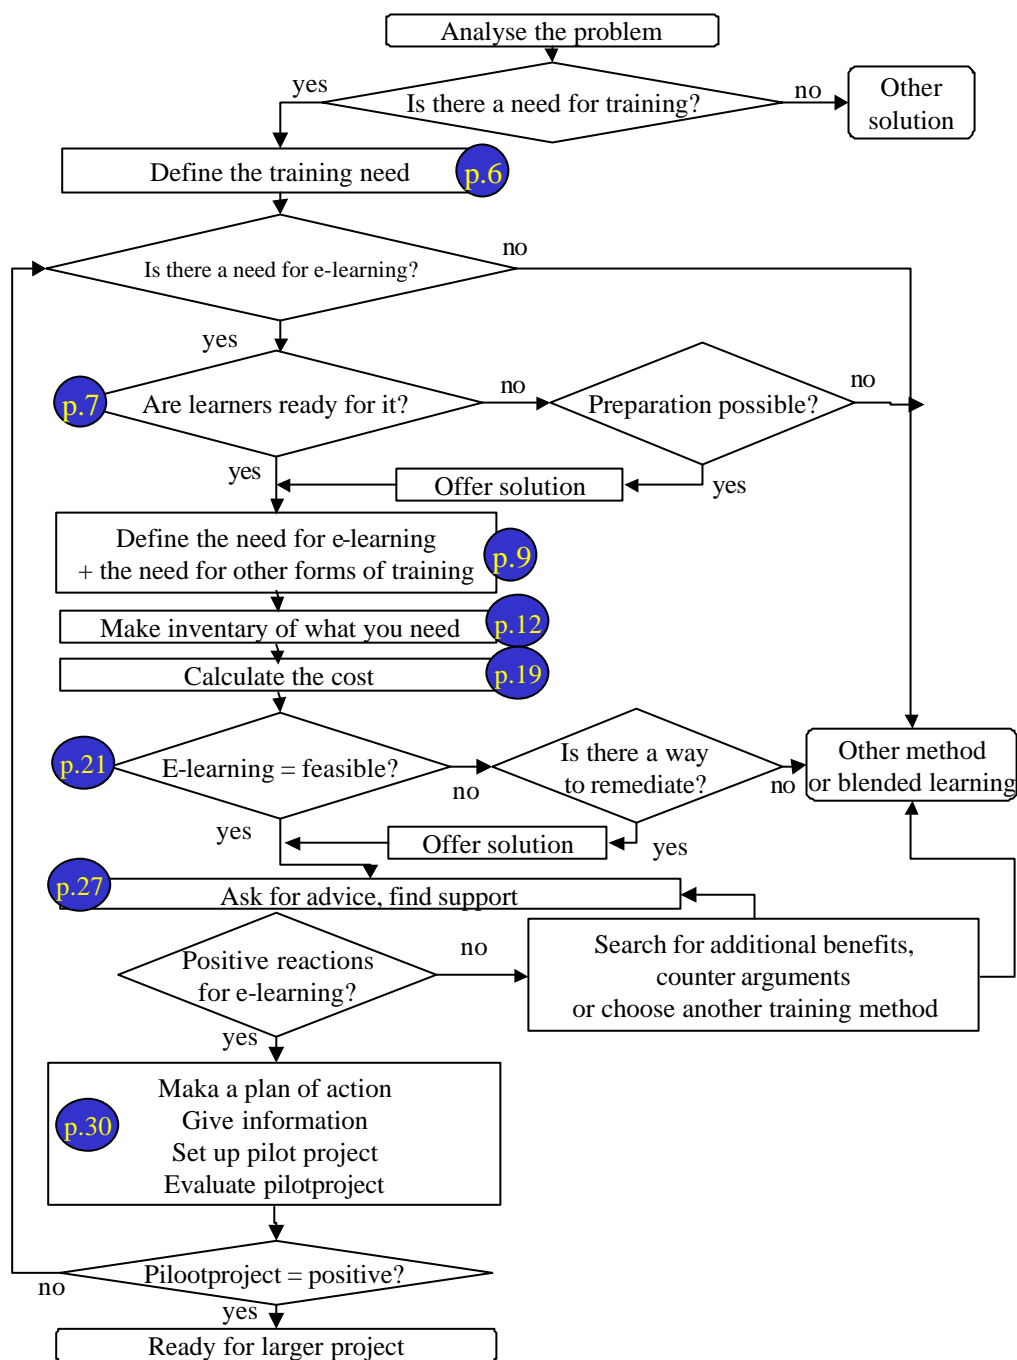 Analyse the problem
yes
Is there a need for training?
no
Other
solution
Define the training need
p.6
no
Is there a need for e-learning?
yes
p.7
Are learners ready for it?
no
Preparation possible?
no
yes
Offer solution
yes
Define the need for e-learning
+ the need for other forms of training
p.9
Make inventory of what you need
p.12
Calculate the cost
p.19
p.21
E-learning = feasible?
no
Is there a way
to remediate?
no
Other method
or blended learning
yes
Offer solution
yes
p.27
Ask for advice, find support
Positive reactions
for e-learning?
no
Search for additional benefits,
counter arguments
or choose another training method
yes
Maka a plan of action
Give information
Set up pilot project
Evaluate pilotproject
p.30
Pilootproject = positive?
no
yes
Ready for larger project